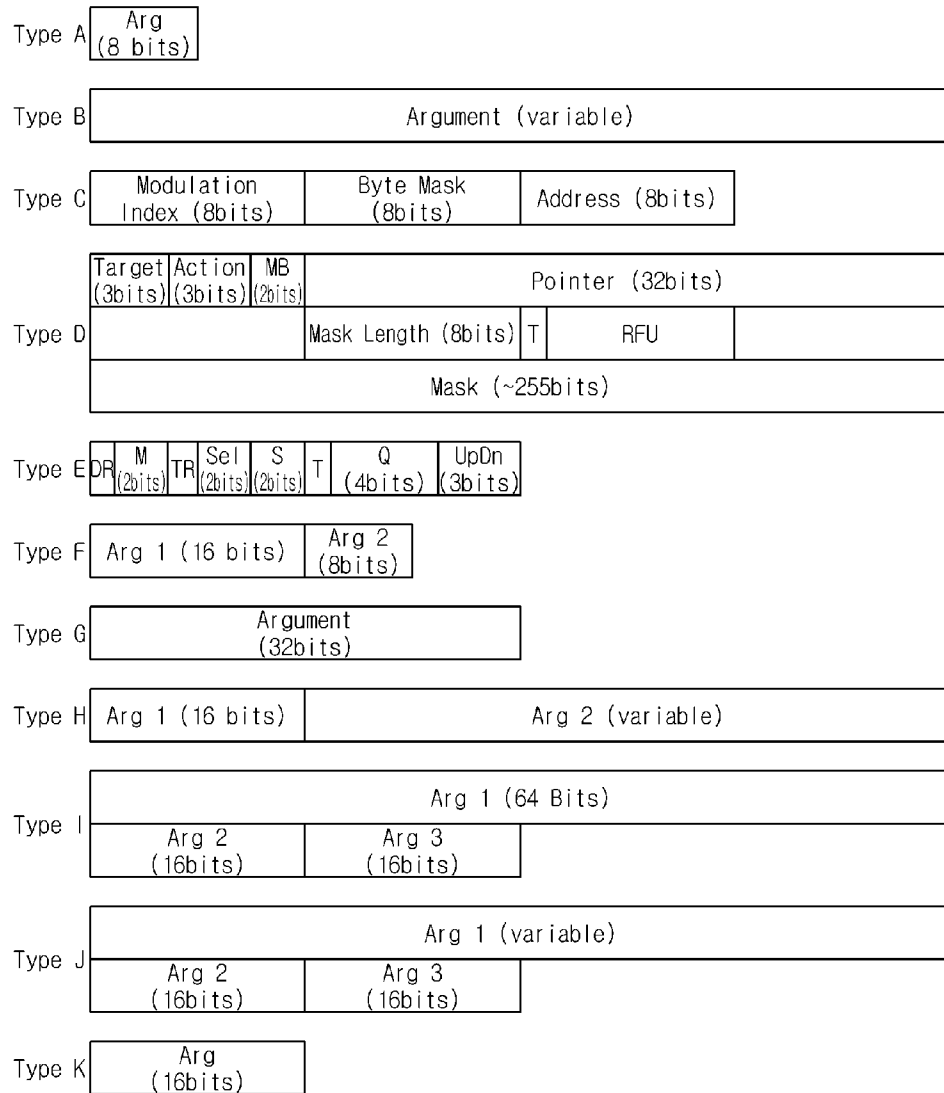 Type A
Arg
(8 bits)
Type B
Argument (variable)
Type C
Modulation
Index (8bits)
Byte Mask
(8bits)
Address (8bits)
Type D
Target
(3bits)
Action
(3bits)
MB
(2bits)
Pointer (32bits)
Mask Length (8bits)
T
RFU
Mask (~255bits)
Type E
DR
M
(2bits)
TR
Sel
(2bits)
S
(2bits)
T
Q
(4bits)
UpDn
(3bits)
Type F
Arg 1 (16 bits)
Arg 2
(8bits)
Type G
Argument
(32bits)
Type H
Arg 1 (16 bits)
Arg 2 (variable)
Type I
Arg 1 (64 Bits)
Arg 2
(16bits)
Arg 3
(16bits)
Type J
Arg 1 (variable)
Arg 2
(16bits)
Arg 3
(16bits)
Type K
Arg
(16bits)